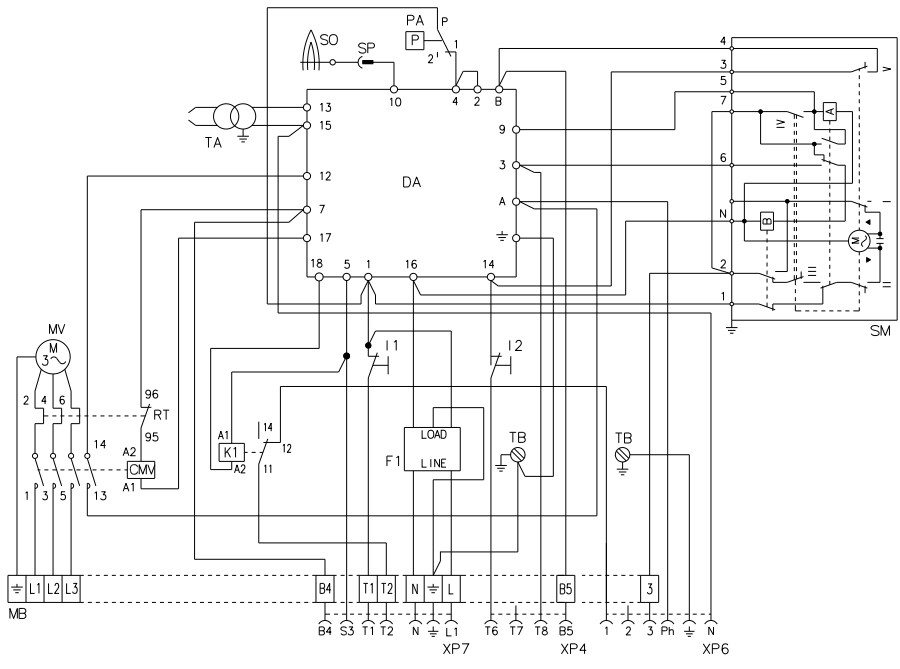 PA P
SO
SP
P 1
2'
4
3
5
7
6
N
2
1
V
A
IV
I
B
M
III
II
SM
10 4 2 B
13
15
TA
12
7
17
DA
9
3
A
18 5 1 16 14
MV
M
3
2 4 6
96
RT
95
14
A2
CMV
A1
1 3 5 13
I1
I2
A1
K1
A2
14
12
11
LOAD
F1
LINE
TB
TB
L1 L2 L3
B4
T1 T2
N L
B5
3
MB
B4 S3 T1 T2 N L1 T6 T7 T8 B5 1 2 3 Ph N
XP7 XP4 XP6